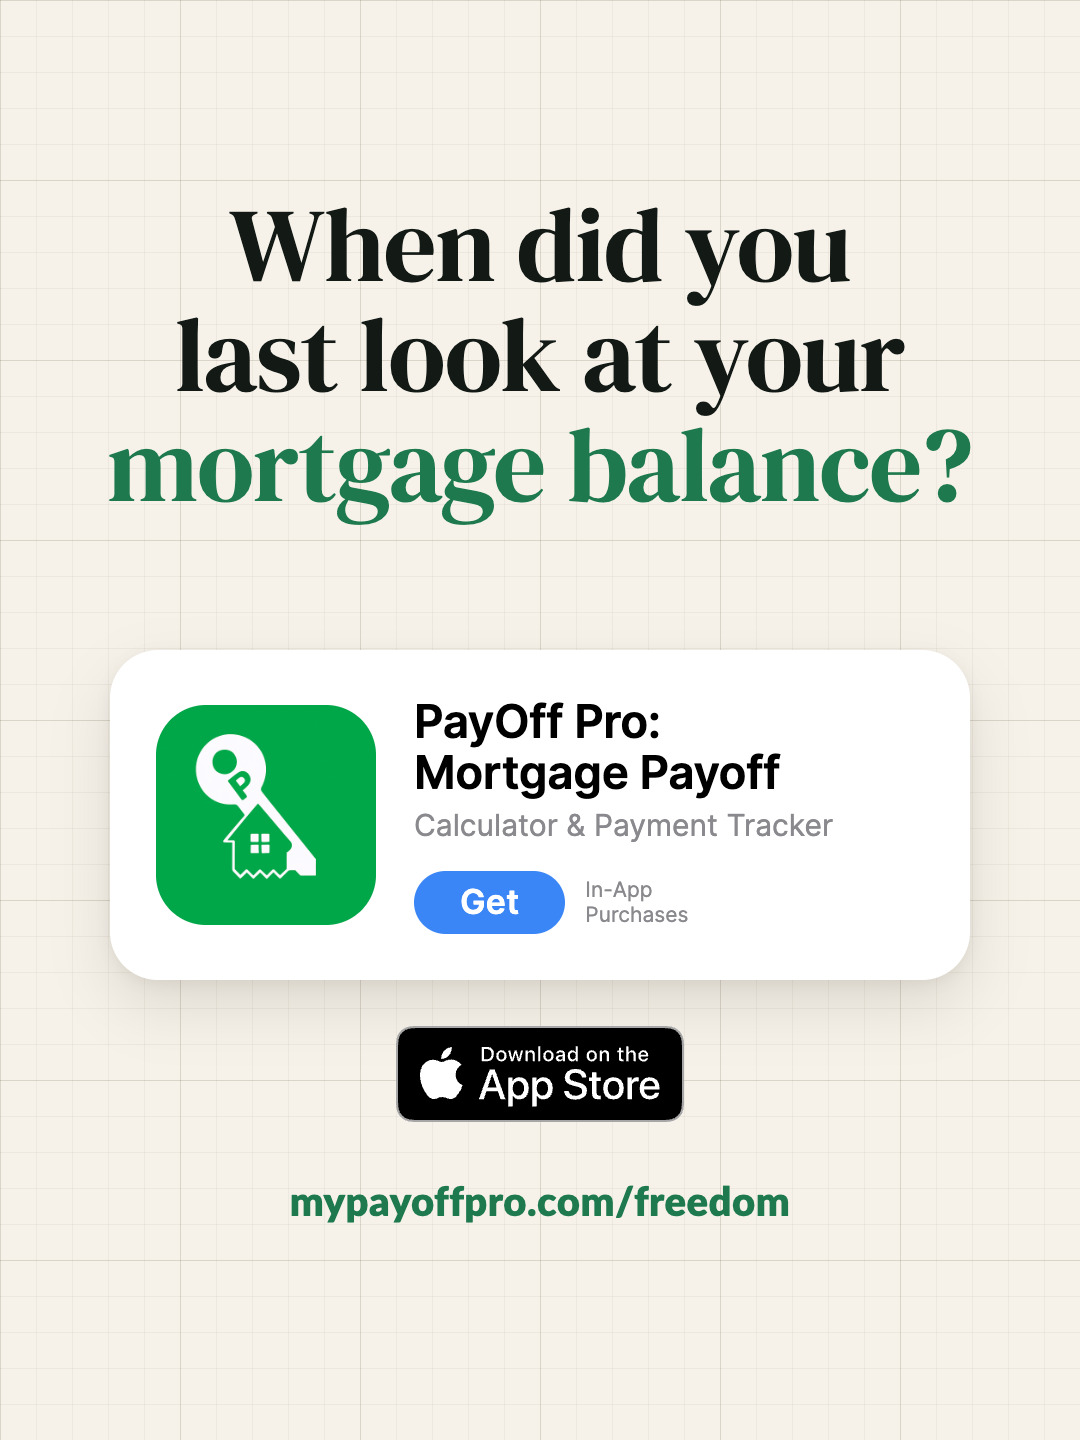 When did you
last look at your
mortgage balance?
P
PayOff Pro:
Mortgage Payoff
Calculator & Payment Tracker
Get
In-App
Purchases
Download on the
App Store
mypayoffpro.com/freedom